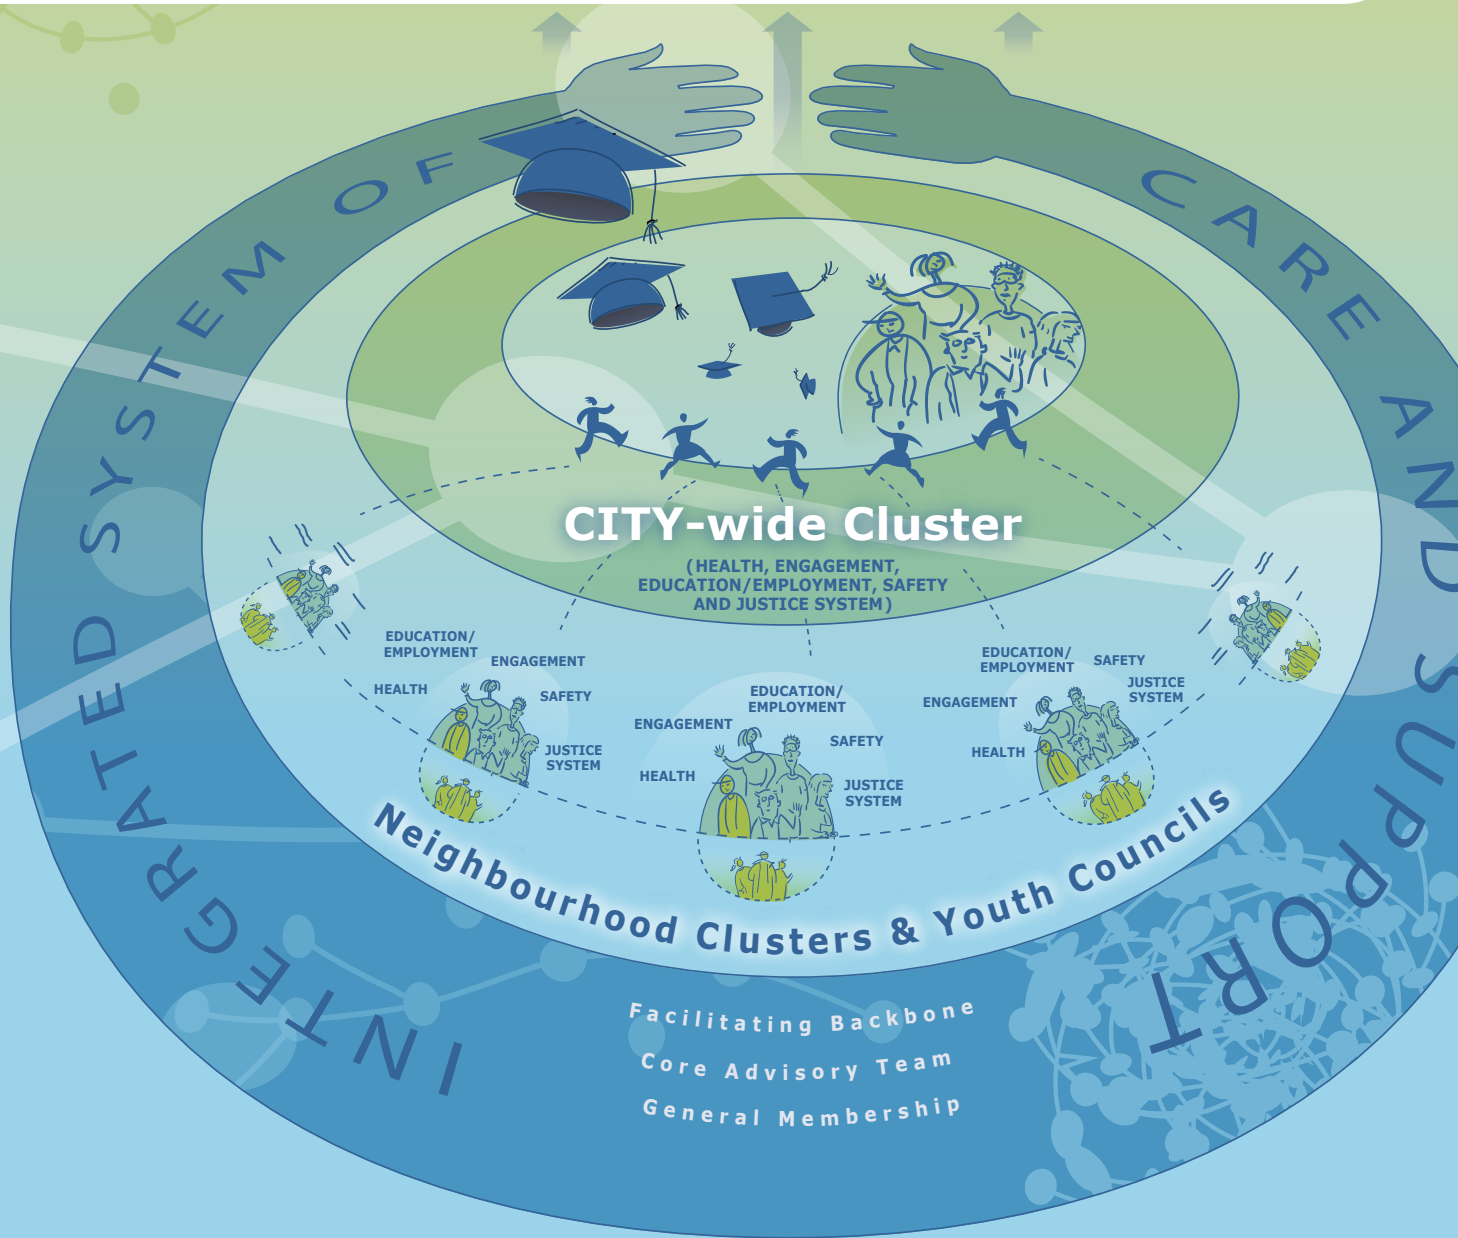 INTEGRATED SYSTEM OF CARE AND SUPPORT
CITY-wide Cluster
(HEALTH, ENGAGEMENT,
EDUCATION/EMPLOYMENT, SAFETY
AND JUSTICE SYSTEM)
EDUCATION/
EMPLOYMENT
ENGAGEMENT
HEALTH
SAFETY
JUSTICE
SYSTEM
EDUCATION/
EMPLOYMENT
ENGAGEMENT
SAFETY
HEALTH
JUSTICE
SYSTEM
EDUCATION/
EMPLOYMENT
SAFETY
JUSTICE
SYSTEM
ENGAGEMENT
HEALTH
Neighbourhood Clusters & Youth Councils
Facilitating Backbone
Core Advisory Team
General Membership